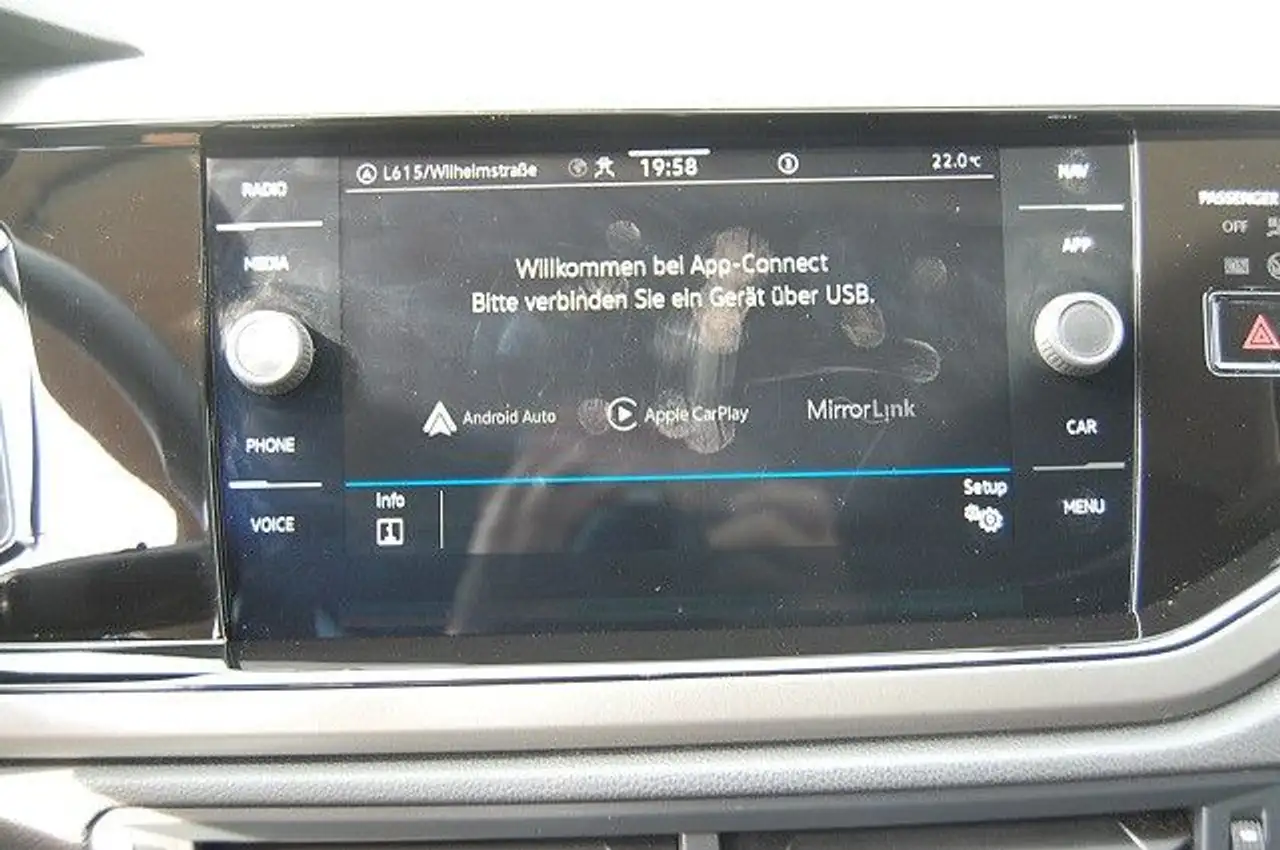 L615/Wilhelmstraße 19:58 22.0°C
RADIO
NAV
MEDIA
APP
PASSENGER
OFF
Willkommen bei App-Connect
Bitte verbinden Sie ein Gerät über USB.
Android Auto Apple CarPlay MirrorLink
PHONE
CAR
Info
Setup
VOICE
MENU